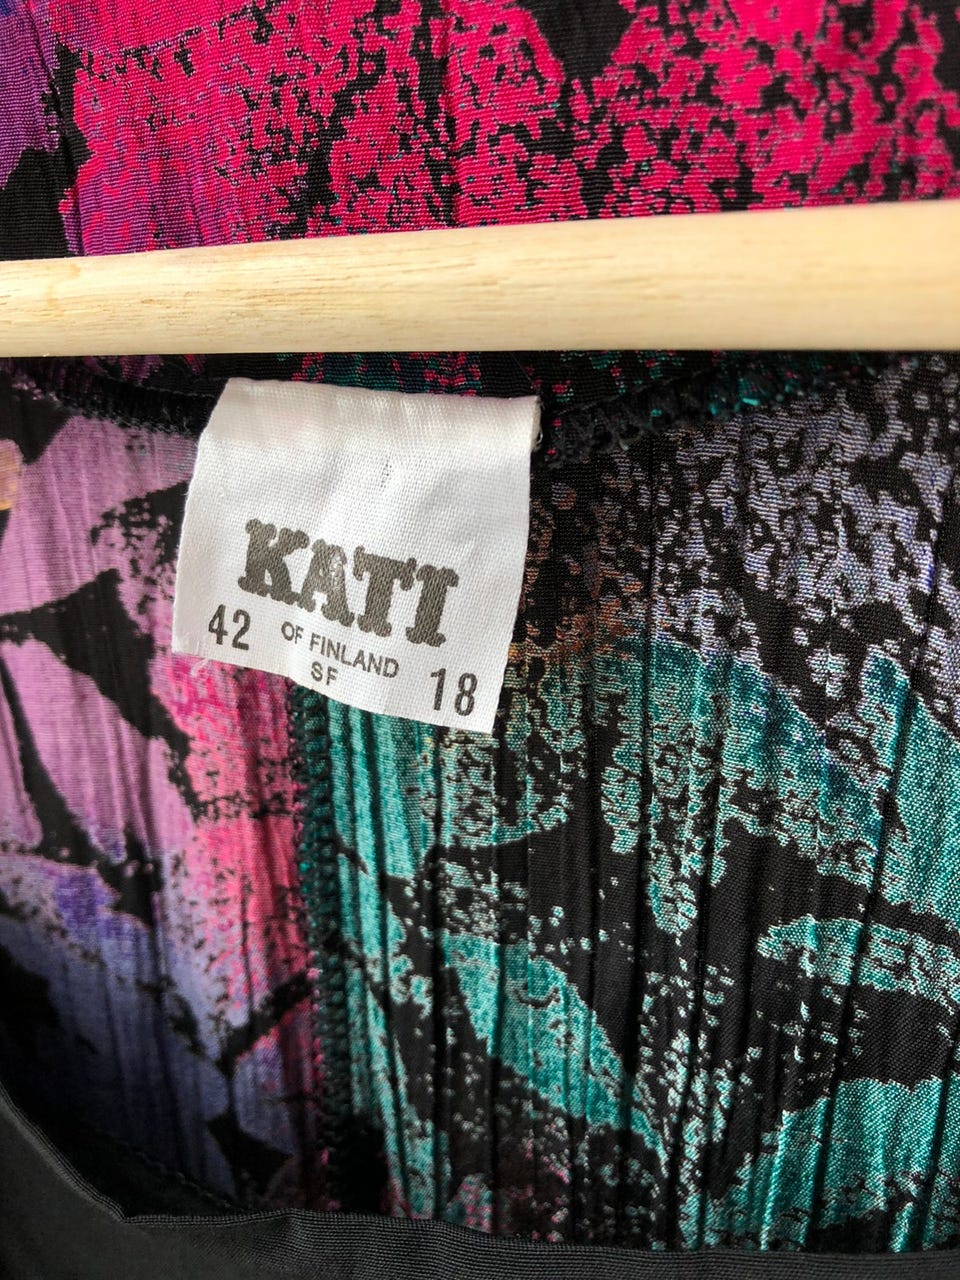 KATI
42 OF FINLAND 18
SF